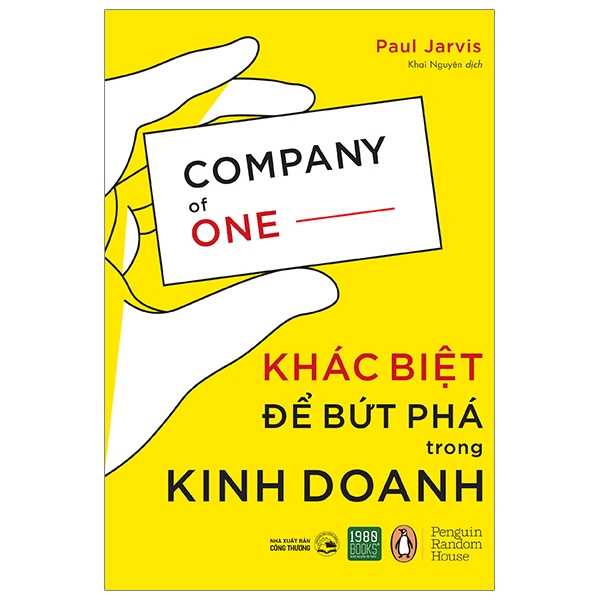 Paul Jarvis
Khai Nguyên dịch
COMPANY
of
ONE
KHÁC BIỆT
ĐỂ BỨT PHÁ
trong
KINH DOANH
NHÀ XUẤT BẢN
CÔNG THƯƠNG
1980
BOOKS
Penguin
Random
House